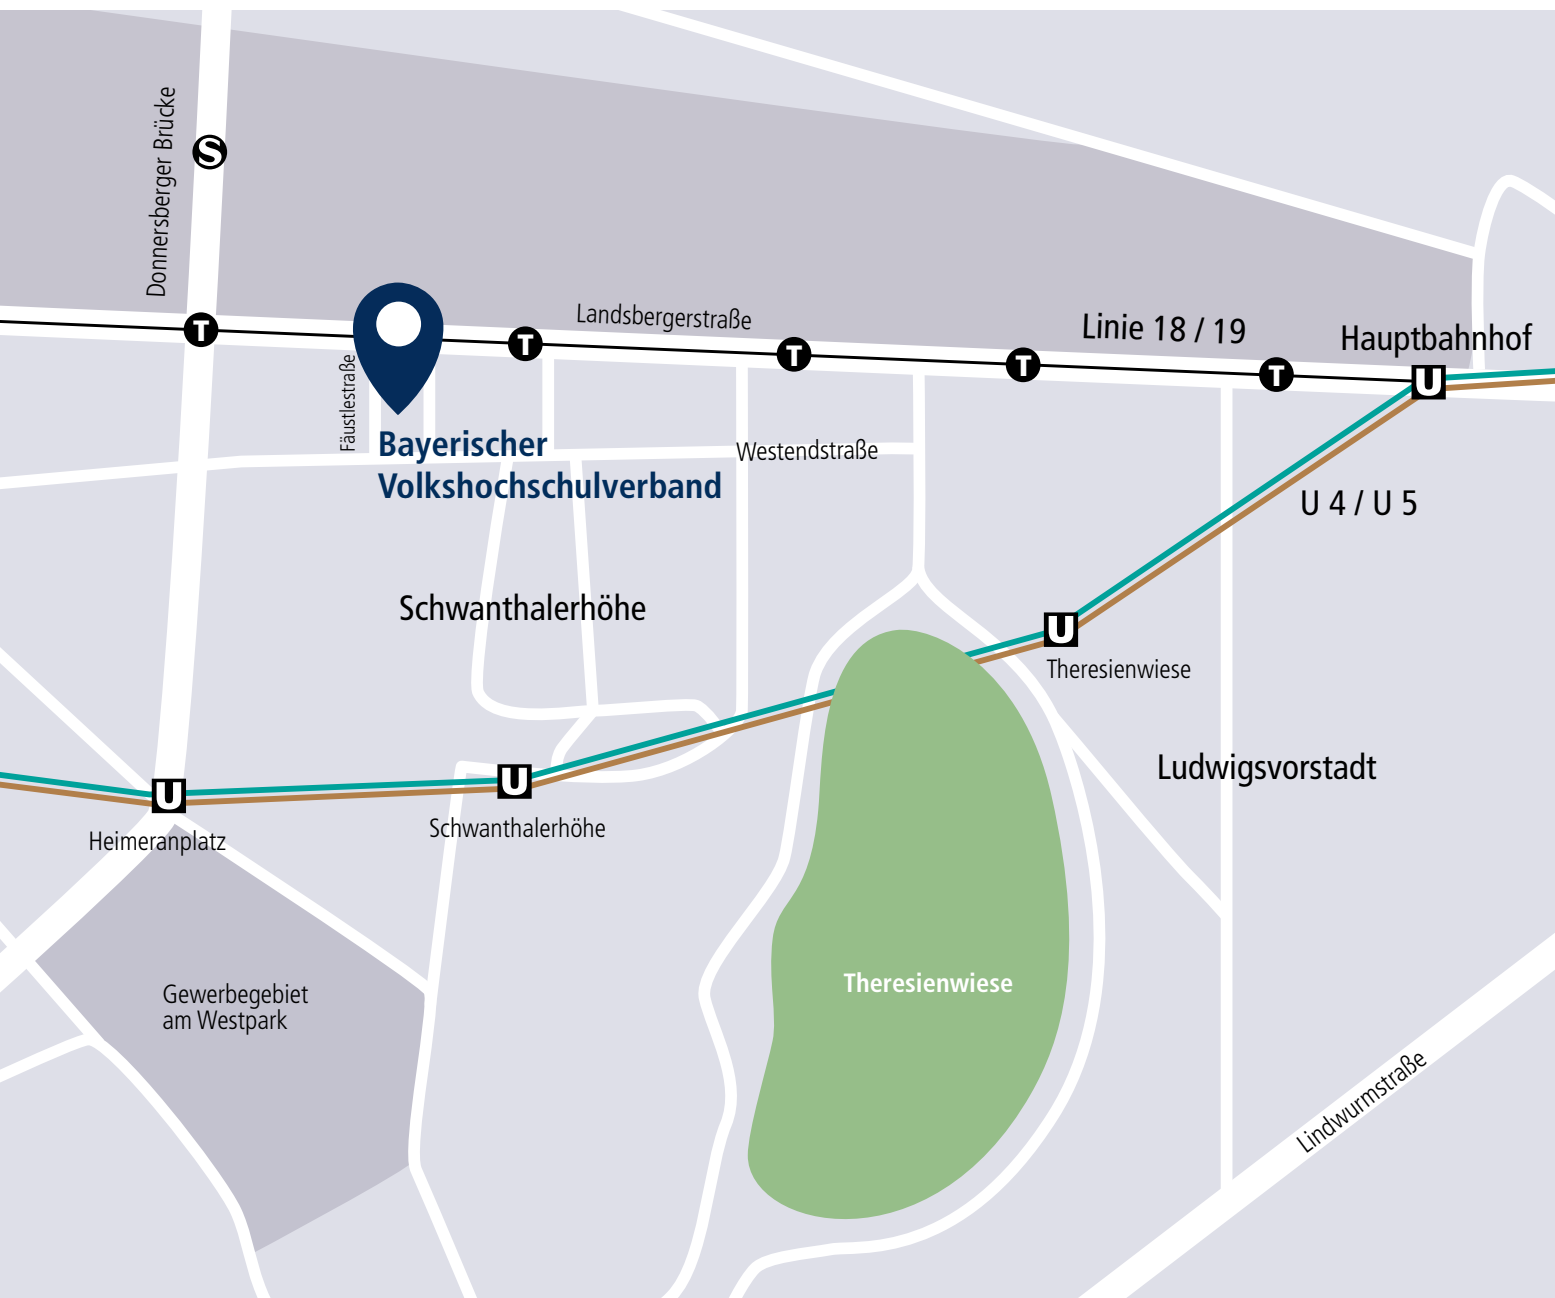 Donnersberger Brücke
S
T
Landsbergerstraße
T
T
T
T
Linie 18 / 19
Hauptbahnhof
U
Fäustlestraße
Bayerischer
Volkshochschulverband
Westendstraße
U 4 / U 5
Schwanthalerhöhe
U
Theresienwiese
Ludwigsvorstadt
U
Heimeranplatz
U
Schwanthalerhöhe
Theresienwiese
Gewerbegebiet
am Westpark
Lindwurmstraße